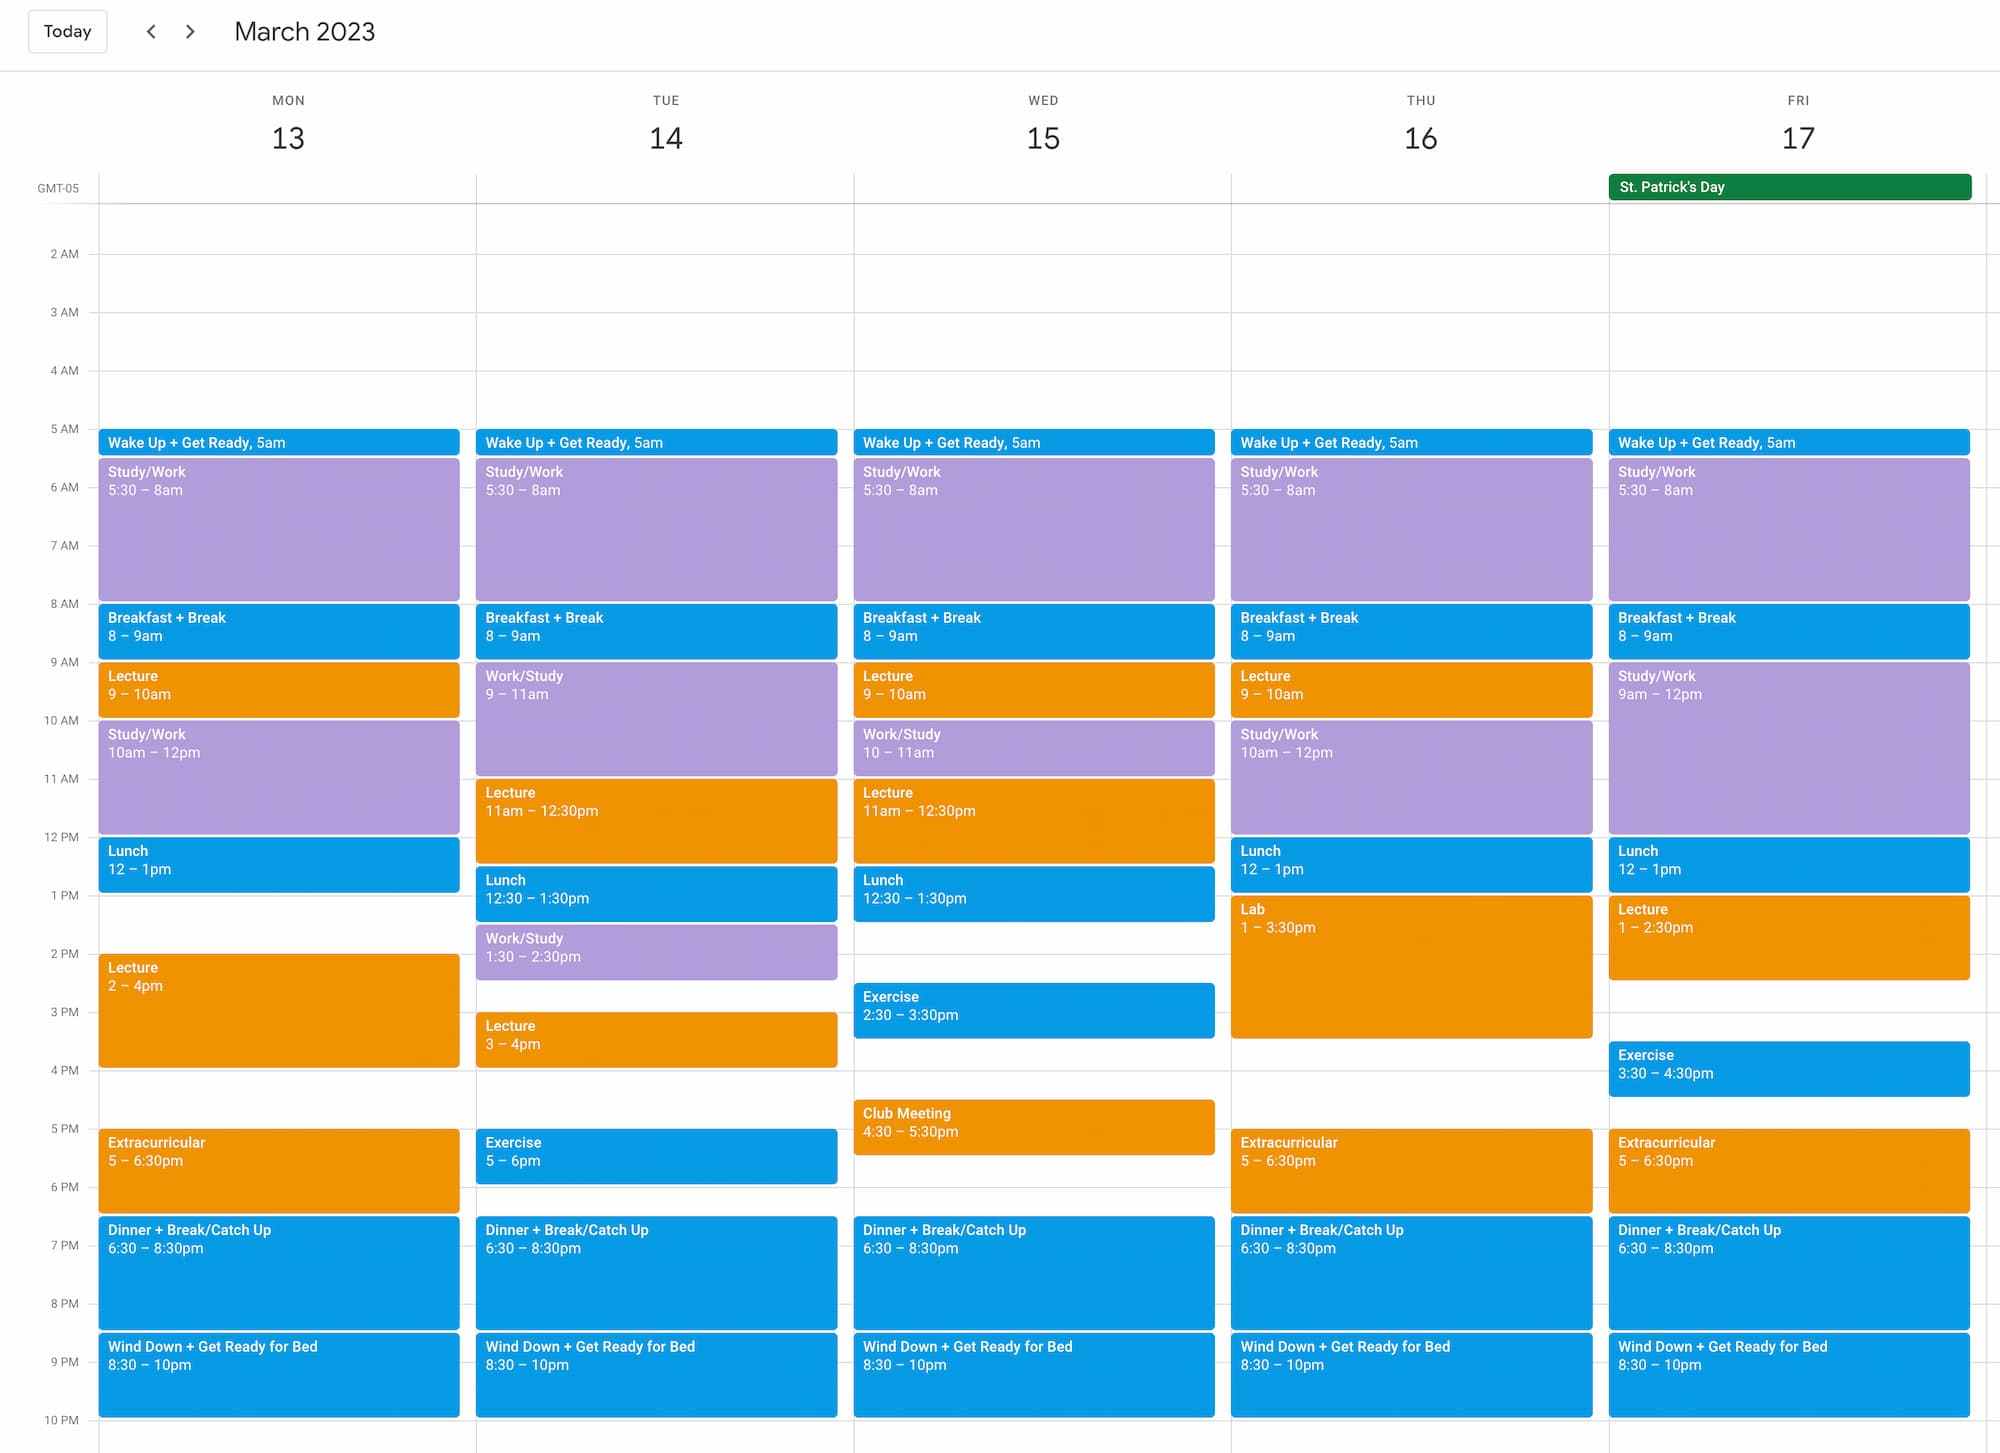 Today
March 2023
MON
13
TUE
14
WED
15
THU
16
FRI
17
GMT-05
St. Patrick's Day
2 AM
3 AM
4 AM
5 AM
6 AM
7 AM
8 AM
9 AM
10 AM
11 AM
12 PM
1 PM
2 PM
3 PM
4 PM
5 PM
6 PM
7 PM
8 PM
9 PM
10 PM
Wake Up + Get Ready, 5am
Study/Work
5:30 – 8am
Breakfast + Break
8 – 9am
Lecture
9 – 10am
Study/Work
10am – 12pm
Lunch
12 – 1pm
Lecture
2 – 4pm
Extracurricular
5 – 6:30pm
Dinner + Break/Catch Up
6:30 – 8:30pm
Wind Down + Get Ready for Bed
8:30 – 10pm
Wake Up + Get Ready, 5am
Study/Work
5:30 – 8am
Breakfast + Break
8 – 9am
Work/Study
9 – 11am
Lecture
11am – 12:30pm
Lunch
12:30 – 1:30pm
Work/Study
1:30 – 2:30pm
Lecture
3 – 4pm
Exercise
5 – 6pm
Dinner + Break/Catch Up
6:30 – 8:30pm
Wind Down + Get Ready for Bed
8:30 – 10pm
Wake Up + Get Ready, 5am
Study/Work
5:30 – 8am
Breakfast + Break
8 – 9am
Lecture
9 – 10am
Work/Study
10 – 11am
Lecture
11am – 12:30pm
Lunch
12:30 – 1:30pm
Exercise
2:30 – 3:30pm
Club Meeting
4:30 – 5:30pm
Dinner + Break/Catch Up
6:30 – 8:30pm
Wind Down + Get Ready for Bed
8:30 – 10pm
Wake Up + Get Ready, 5am
Study/Work
5:30 – 8am
Breakfast + Break
8 – 9am
Lecture
9 – 10am
Study/Work
10am – 12pm
Lunch
12 – 1pm
Lab
1 – 3:30pm
Extracurricular
5 – 6:30pm
Dinner + Break/Catch Up
6:30 – 8:30pm
Wind Down + Get Ready for Bed
8:30 – 10pm
Wake Up + Get Ready, 5am
Study/Work
5:30 – 8am
Breakfast + Break
8 – 9am
Study/Work
9am – 12pm
Lunch
12 – 1pm
Lecture
1 – 2:30pm
Exercise
3:30 – 4:30pm
Extracurricular
5 – 6:30pm
Dinner + Break/Catch Up
6:30 – 8:30pm
Wind Down + Get Ready for Bed
8:30 – 10pm